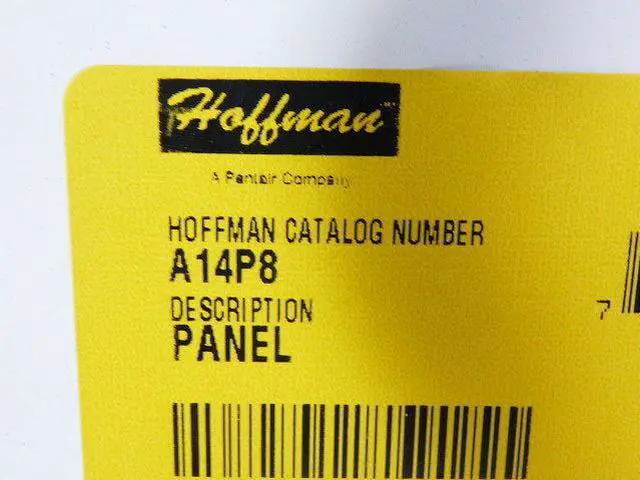 Hoffman
A Pentair Company
HOFFMAN CATALOG NUMBER
A14P8
DESCRIPTION
PANEL
7